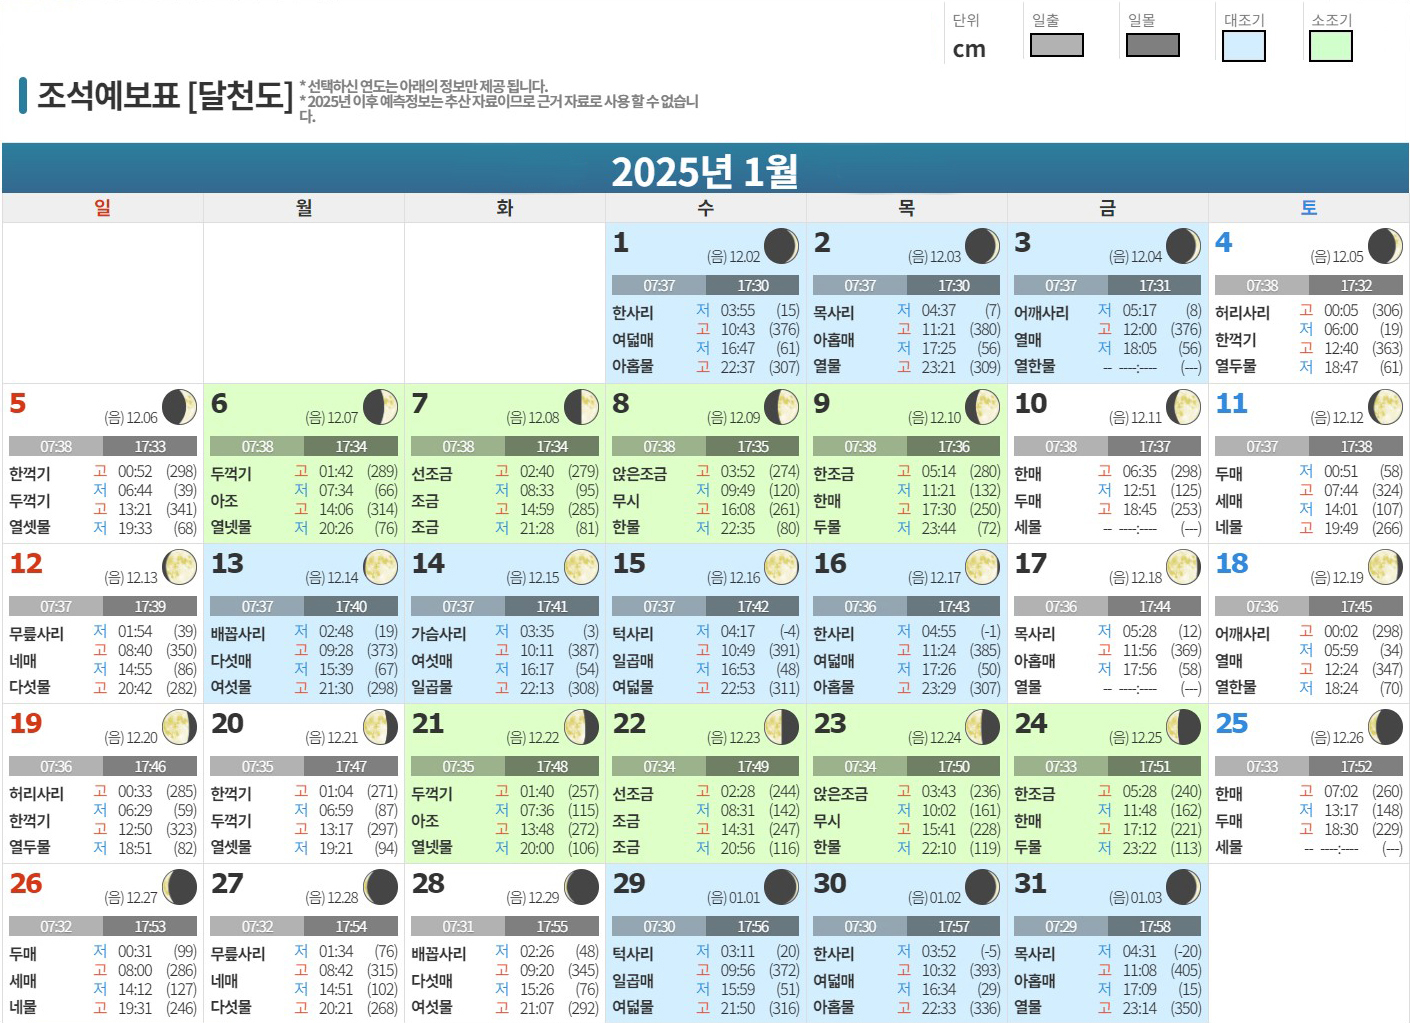 단위 일출 일몰 대조기 소조기
cm
조석예보표 [달천도] * 선택하신 연도는 아래의 정보만 제공 됩니다.
* 2025년 이후 예측정보는 추산 자료이므로 근거 자료로 사용 할 수 없습니
다.
2025년 1월
일 월 화 수 목 금 토
1 (음) 12.02 2 (음) 12.03 3 (음) 12.04 4 (음) 12.05
07:37 17:30 07:37 17:30 07:37 17:31 07:38 17:32
한사리 저 03:55 (15) 목사리 저 04:37 (7) 어깨사리 저 05:17 (8) 허리사리 고 00:05 (306)
여덟매 고 10:43 (376) 아홉매 고 11:21 (380) 열매 고 12:00 (376) 한꺽기 저 06:00 (19)
저 16:47 (61) 저 17:25 (56) 저 18:05 (56) 고 12:40 (363)
아홉물 고 22:37 (307) 열물 고 23:21 (309) 열한물 -- ----:---- (---) 열두물 저 18:47 (61)
5 (음) 12.06 6 (음) 12.07 7 (음) 12.08 8 (음) 12.09 9 (음) 12.10 10 (음) 12.11 11 (음) 12.12
07:38 17:33 07:38 17:34 07:38 17:34 07:38 17:35 07:38 17:36 07:38 17:37 07:37 17:38
한꺽기 고 00:52 (298) 두꺽기 고 01:42 (289) 선조금 고 02:40 (279) 앉은조금 고 03:52 (274) 한조금 고 05:14 (280) 한매 고 06:35 (298) 두매 저 00:51 (58)
두꺽기 저 06:44 (39) 아조 저 07:34 (66) 조금 저 08:33 (95) 무시 저 09:49 (120) 한매 저 11:21 (132) 두매 저 12:51 (125) 세매 고 07:44 (324)
고 13:21 (341) 고 14:06 (314) 고 14:59 (285) 고 16:08 (261) 고 17:30 (250) 고 18:45 (253) 저 14:01 (107)
열셋물 저 19:33 (68) 열넷물 저 20:26 (76) 조금 저 21:28 (81) 한물 저 22:35 (80) 두물 저 23:44 (72) 세물 -- ----:---- (---) 네물 고 19:49 (266)
12 (음) 12.13 13 (음) 12.14 14 (음) 12.15 15 (음) 12.16 16 (음) 12.17 17 (음) 12.18 18 (음) 12.19
07:37 17:39 07:37 17:40 07:37 17:41 07:37 17:42 07:36 17:43 07:36 17:44 07:36 17:45
무릎사리 저 01:54 (39) 배꼽사리 저 02:48 (19) 가슴사리 저 03:35 (3) 턱사리 저 04:17 (-4) 한사리 저 04:55 (-1) 목사리 저 05:28 (12) 어깨사리 고 00:02 (298)
네매 고 08:40 (350) 다섯매 고 09:28 (373) 여섯매 고 10:11 (387) 일곱매 고 10:49 (391) 여덟매 고 11:24 (385) 아홉매 고 11:56 (369) 열매 저 05:59 (34)
저 14:55 (86) 저 15:39 (67) 저 16:17 (54) 저 16:53 (48) 저 17:26 (50) 저 17:56 (58) 고 12:24 (347)
다섯물 고 20:42 (282) 여섯물 고 21:30 (298) 일곱물 고 22:13 (308) 여덟물 고 22:53 (311) 아홉물 고 23:29 (307) 열물 -- ----:---- (---) 열한물 저 18:24 (70)
19 (음) 12.20 20 (음) 12.21 21 (음) 12.22 22 (음) 12.23 23 (음) 12.24 24 (음) 12.25 25 (음) 12.26
07:36 17:46 07:35 17:47 07:35 17:48 07:34 17:49 07:34 17:50 07:33 17:51 07:33 17:52
허리사리 고 00:33 (285) 한꺽기 고 01:04 (271) 두꺽기 고 01:40 (257) 선조금 고 02:28 (244) 앉은조금 고 03:43 (236) 한조금 고 05:28 (240) 한매 고 07:02 (260)
한꺽기 저 06:29 (59) 두꺽기 저 06:59 (87) 아조 저 07:36 (115) 조금 저 08:31 (142) 무시 저 10:02 (161) 한매 저 11:48 (162) 두매 저 13:17 (148)
고 12:50 (323) 고 13:17 (297) 고 13:48 (272) 고 14:31 (247) 고 15:41 (228) 고 17:12 (221) 고 18:30 (229)
열두물 저 18:51 (82) 열셋물 저 19:21 (94) 열넷물 저 20:00 (106) 조금 저 20:56 (116) 한물 저 22:10 (119) 두물 저 23:22 (113) 세물 -- ----:---- (---)
26 (음) 12.27 27 (음) 12.28 28 (음) 12.29 29 (음) 01.01 30 (음) 01.02 31 (음) 01.03
07:32 17:53 07:32 17:54 07:31 17:55 07:30 17:56 07:30 17:57 07:29 17:58
두매 저 00:31 (99) 무릎사리 저 01:34 (76) 배꼽사리 저 02:26 (48) 턱사리 저 03:11 (20) 한사리 저 03:52 (-5) 목사리 저 04:31 (-20)
세매 고 08:00 (286) 네매 고 08:42 (315) 다섯매 고 09:20 (345) 일곱매 고 09:56 (372) 여덟매 고 10:32 (393) 아홉매 고 11:08 (405)
저 14:12 (127) 저 14:51 (102) 저 15:26 (76) 저 15:59 (51) 저 16:34 (29) 저 17:09 (15)
네물 고 19:31 (246) 다섯물 고 20:21 (268) 여섯물 고 21:07 (292) 여덟물 고 21:50 (316) 아홉물 고 22:33 (336) 열물 고 23:14 (350)